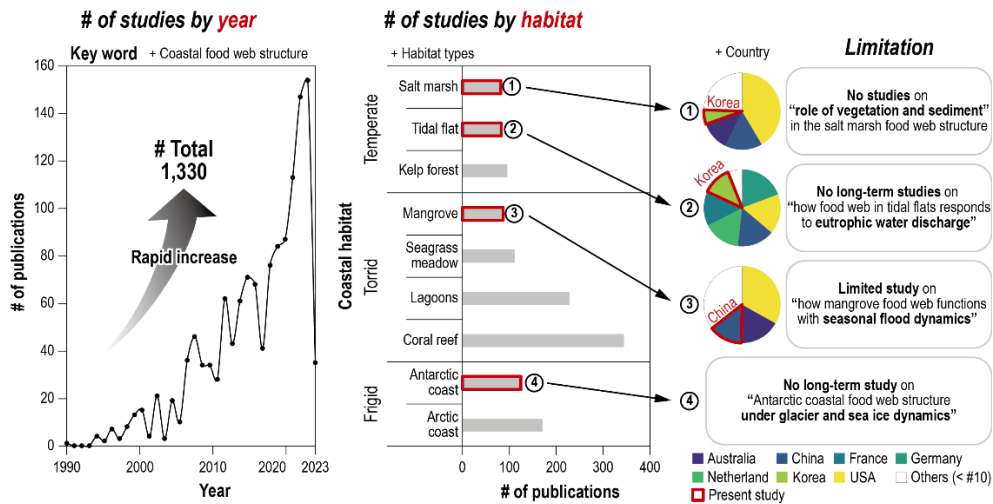 # of studies by year
Key word + Coastal food web structure
# of publications
160
140
120
100
80
60
40
20
0
# Total
1,330
Rapid increase
1990
2000
2010
2020
2023
Year
# of studies by habitat
+ Habitat types
Coastal habitat
Temperate
Salt marsh
Tidal flat
Kelp forest
Torrid
Mangrove
Seagrass
meadow
Lagoons
Coral reef
Frigid
Antarctic
coast
Arctic
coast
1
2
3
4
0
100
200
300
400
# of publications
+ Country
Limitation
1
Korea
No studies on
“role of vegetation and sediment”
in the salt marsh food web structure
2
Korea
No long-term studies on
“how food web in tidal flats responds
to eutrophic water discharge”
3
China
Limited study on
“how mangrove food web functions
with seasonal flood dynamics”
4
No long-term study on
“Antarctic coastal food web structure
under glacier and sea ice dynamics”
Australia
China
France
Germany
Netherland
Korea
USA
Others (< #10)
Present study